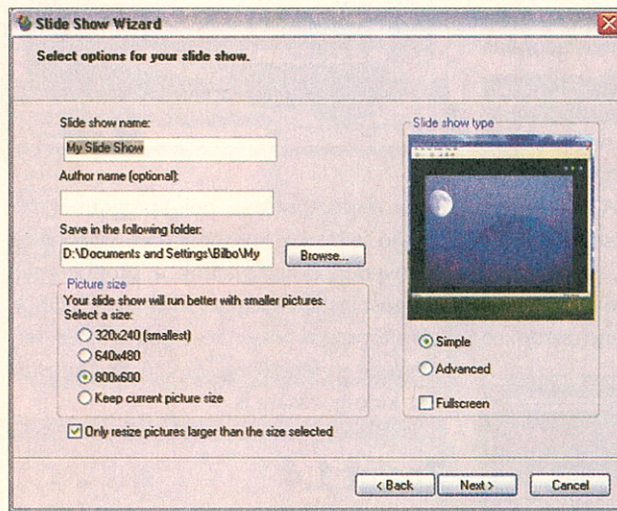 Slide Show Wizard
Select options for your slide show.
Slide show name:
My Slide Show
Author name (optional):
Save in the following folder:
D:\Documents and Settings\Bilbo\My
Browse...
Picture size
Your slide show will run better with smaller pictures.
Select a size:
320x240 (smallest)
640x480
800x600
Keep current picture size
Only resize pictures larger than the size selected
Slide show type
Simple
Advanced
Fullscreen
< Back
Next >
Cancel